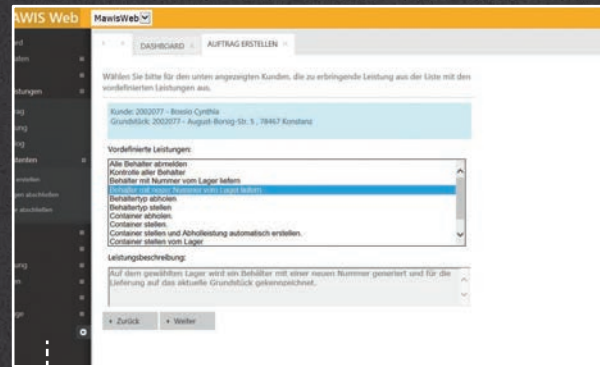 AWIS Web
MawisWeb
DASHBOARD
AUFTRAG ERSTELLEN
Wählen Sie bitte für den unten angezeigten Kunden, die zu erbringende Leistung aus der Liste mit den
vordefinierten Leistungen aus.
Kunde: 2002077 - Bossio Cynthia
Grundstück: 2002077 - August-Borsig-Str. 5 , 78467 Konstanz
Vordefinierte Leistungen:
Alle Behälter abmelden
Kontrolle aller Behälter
Behälter mit Nummer vom Lager liefern
Behälter mit neuer Nummer vom Lager liefern
Behältertyp abholen
Behältertyp stellen
Container abholen.
Container stellen.
Container stellen und Abholleistung automatisch erstellen.
Container stellen vom Lager
Leistungsbeschreibung:
Auf dem gewählten Lager wird ein Behälter mit einer neuen Nummer generiert und für die
Lieferung auf das aktuelle Grundstück gekennzeichnet.
Zurück
Weiter